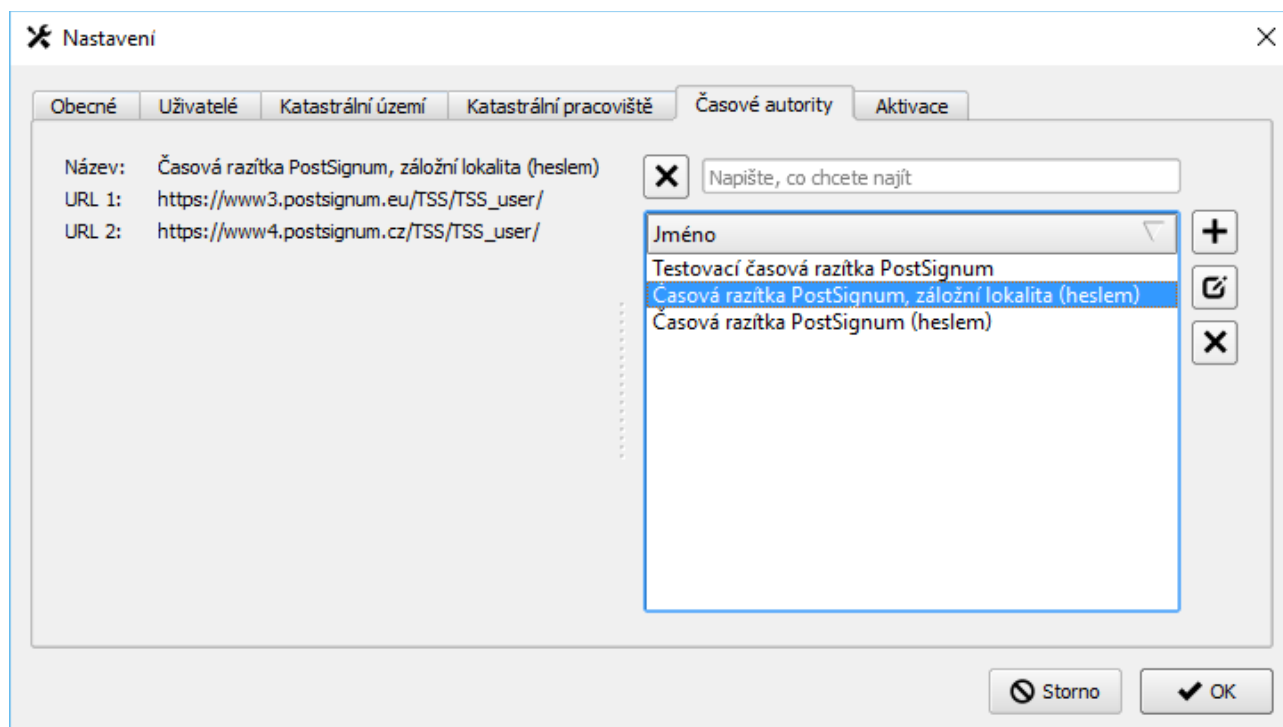 Nastavení
Obecné Uživatelé Katastrální území Katastrální pracoviště Časové autority Aktivace
Název: Časová razítka PostSignum, záložní lokalita (heslem)
URL 1: https://www3.postsignum.eu/TSS/TSS_user/
URL 2: https://www4.postsignum.cz/TSS/TSS_user/
Napište, co chcete najít
Jméno
Testovací časová razítka PostSignum
Časová razítka PostSignum, záložní lokalita (heslem)
Časová razítka PostSignum (heslem)
Storno OK